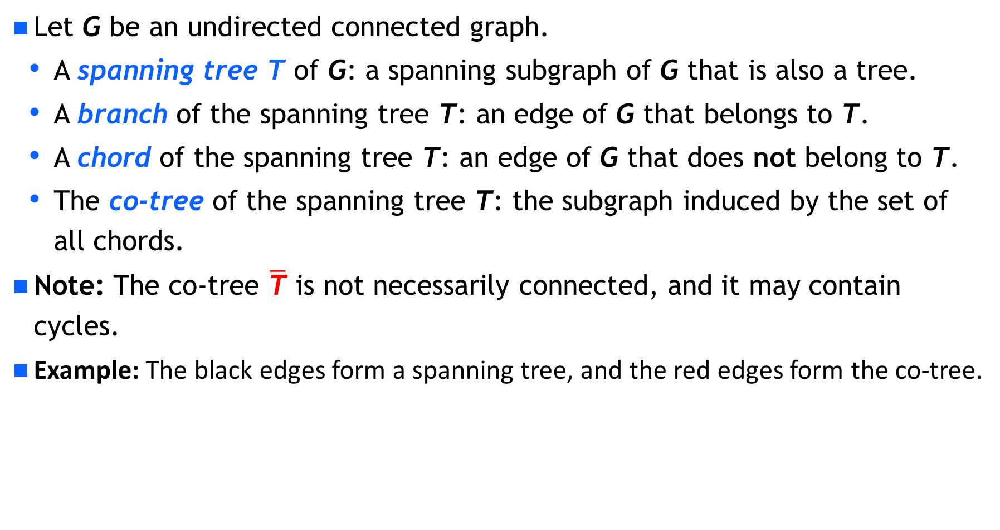 Let G be an undirected connected graph.
A spanning tree T of G: a spanning subgraph of G that is also a tree.
A branch of the spanning tree T: an edge of G that belongs to T.
A chord of the spanning tree T: an edge of G that does not belong to T.
The co-tree of the spanning tree T: the subgraph induced by the set of
all chords.
Note: The co-tree T̅ is not necessarily connected, and it may contain
cycles.
Example: The black edges form a spanning tree, and the red edges form the co-tree.